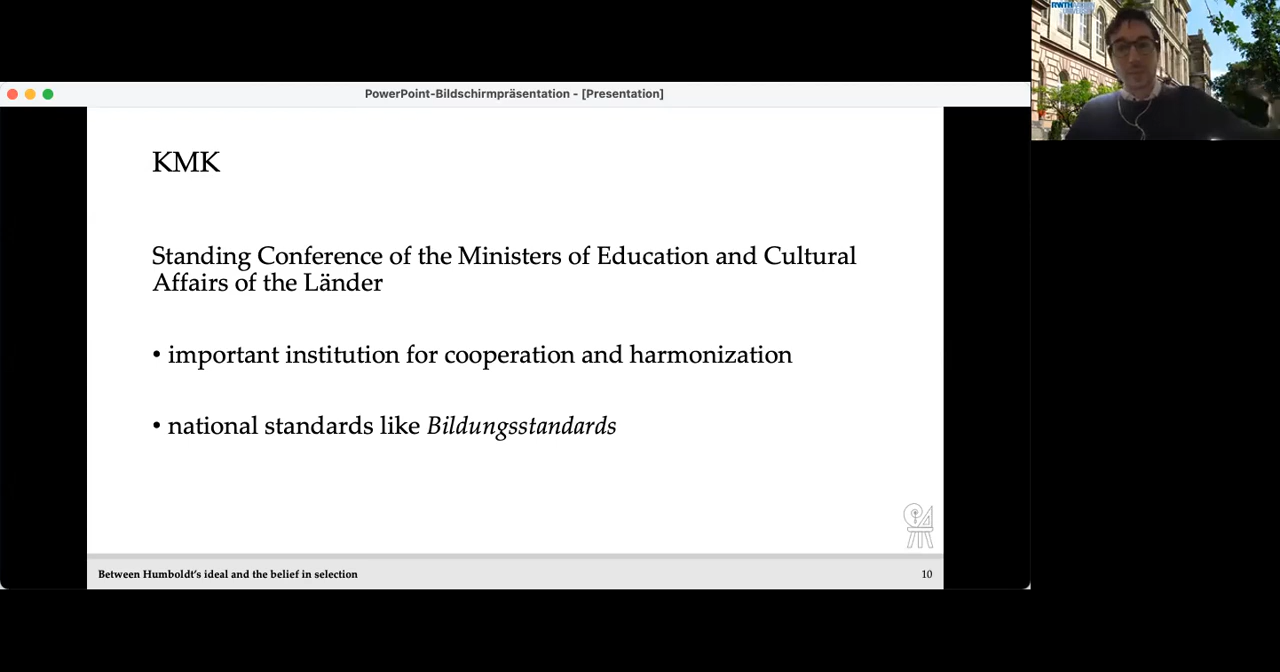 PowerPoint-Bildschirmpräsentation - [Presentation]
KMK
Standing Conference of the Ministers of Education and Cultural
Affairs of the Länder
• important institution for cooperation and harmonization
• national standards like Bildungsstandards
Between Humboldt's ideal and the belief in selection
10
RWTH